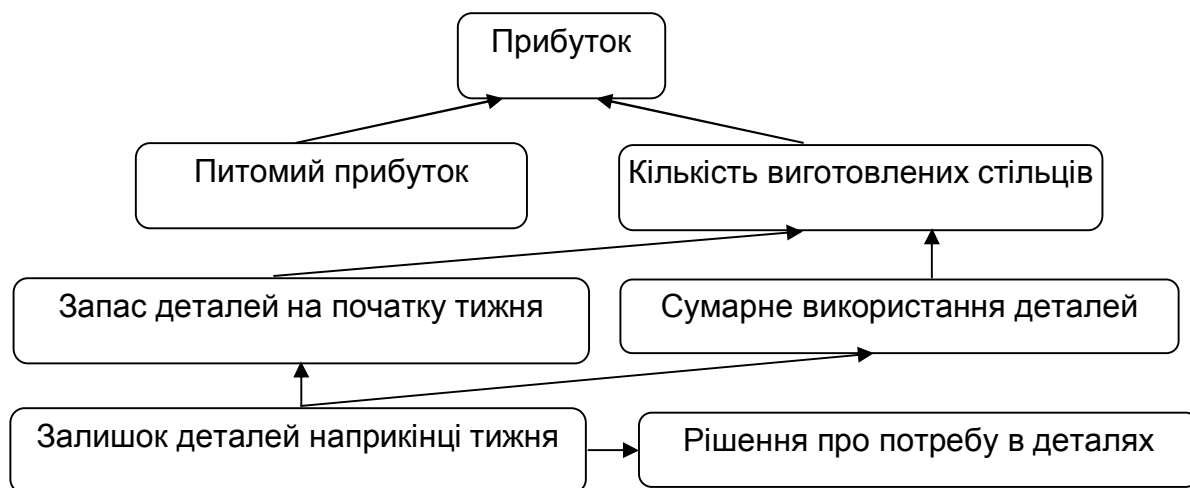 Прибуток
Питомий прибуток
Кількість виготовлених стільців
Запас деталей на початку тижня
Сумарне використання деталей
Залишок деталей наприкінці тижня
Рішення про потребу в деталях